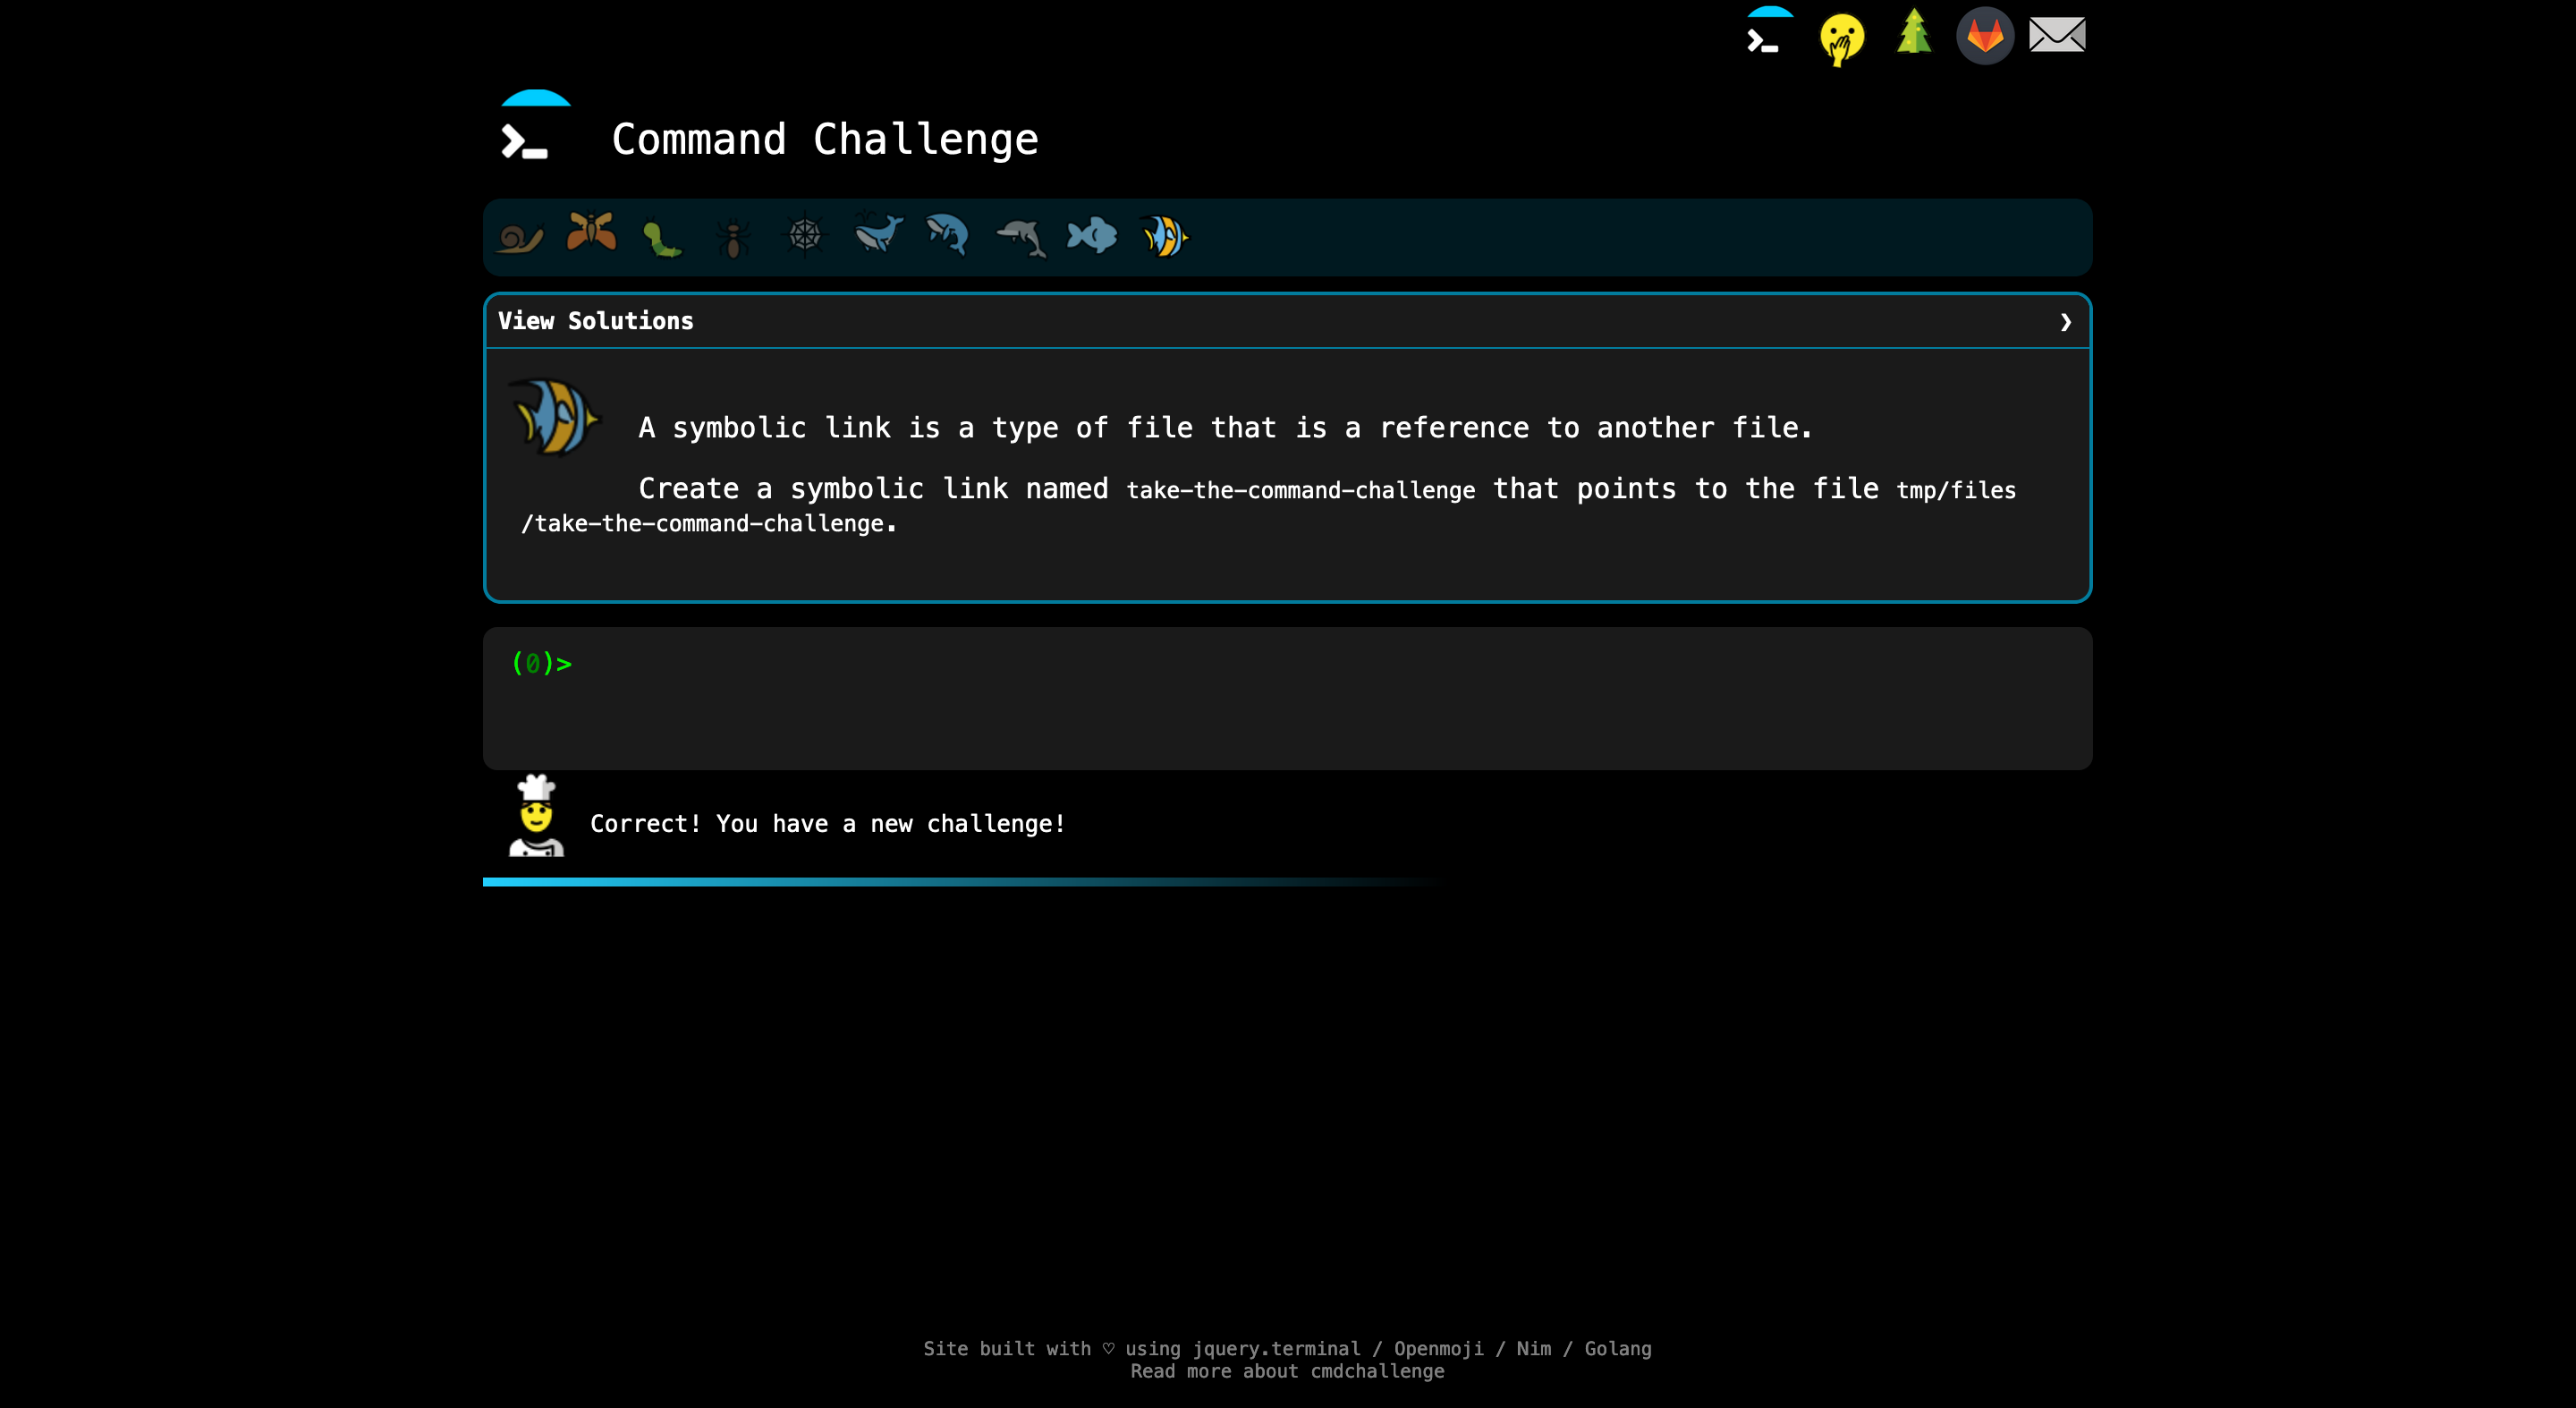 Command Challenge
View Solutions
❯
A symbolic link is a type of file that is a reference to another file.
Create a symbolic link named take-the-command-challenge that points to the file tmp/files
/take-the-command-challenge.
(0)>
Correct! You have a new challenge!
Site built with ♡ using jquery.terminal / Openmoji / Nim / Golang
Read more about cmdchallenge